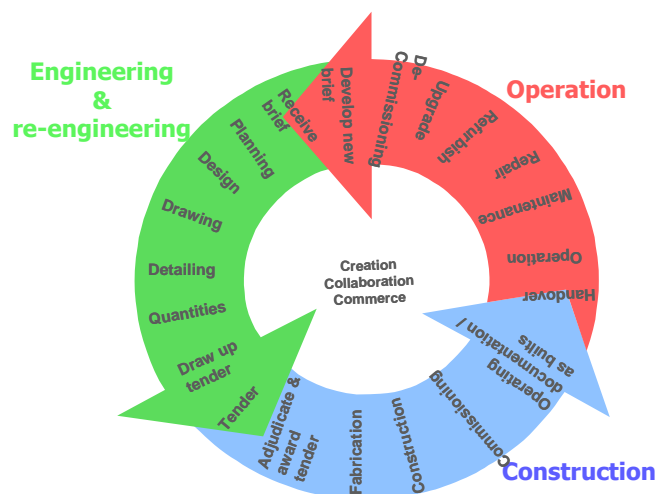 Engineering
&
re-engineering
Operation
Construction
Creation
Collaboration
Commerce
Receive
brief
Planning
Design
Drawing
Detailing
Quantities
Draw up
tender
Tender
Adjudicate &
award
tender
Fabrication
Construction
Commissioning
Operating
documentation /
as builts
Handover
Operation
Maintenance
Repair
Refurbish
Upgrade
De-
Commissioning
Develop new
brief